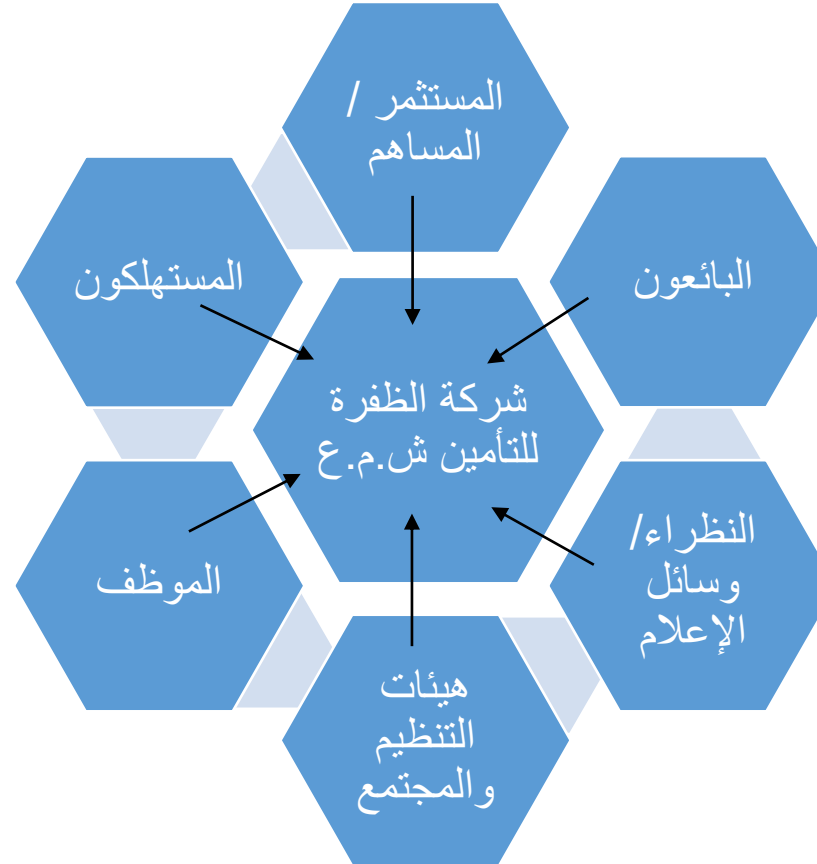 المستثمر /
المساهم
البائعون
المستهلكون
شركة الظفرة
للتأمين ش.م.ع
النظراء/
وسائل
الإعلام
الموظف
هيئات
التنظيم
والمجتمع